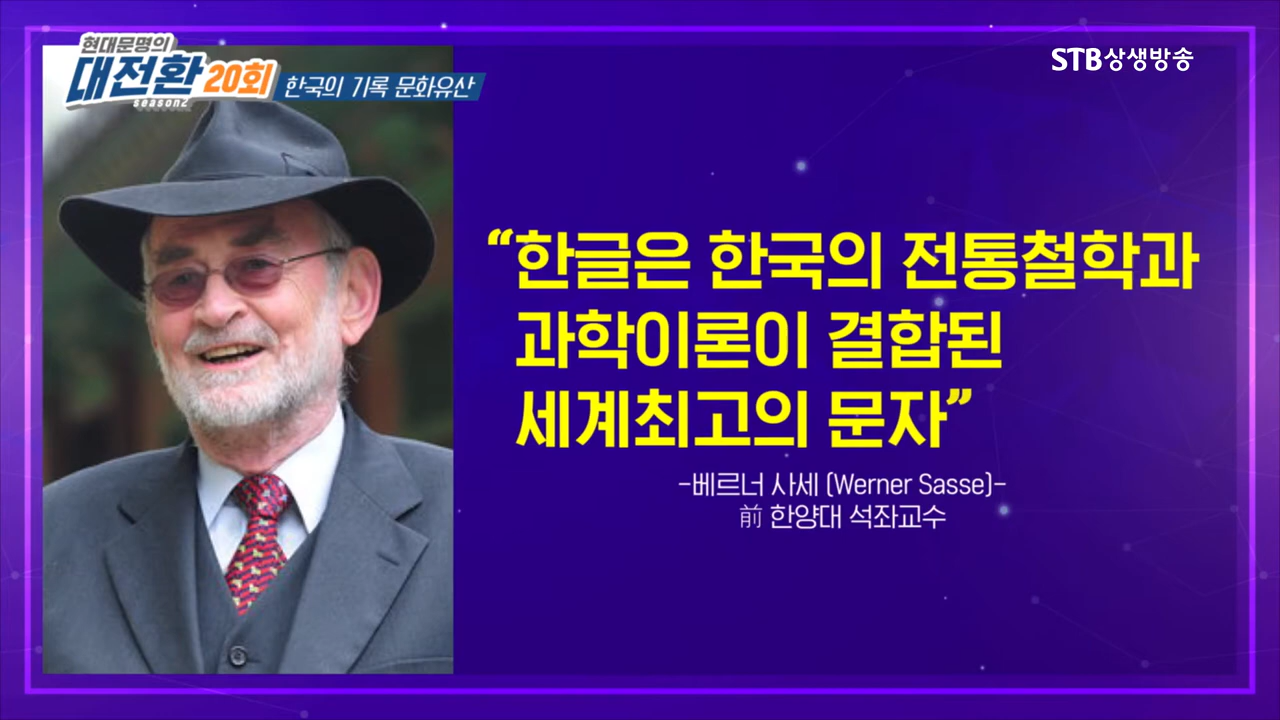 현대문명의
대전환 20회
season2
한국의 기록 문화유산
STB상생방송
“한글은 한국의 전통철학과
과학이론이 결합된
세계최고의 문자”
-베르너 사세 (Werner Sasse)-
前 한양대 석좌교수